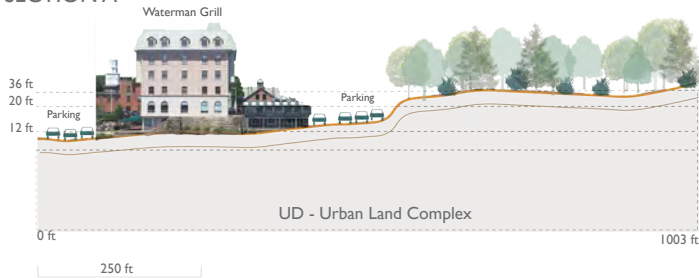 SECTION A
Waterman Grill
36 ft
20 ft
Parking
Parking
12 ft
UD - Urban Land Complex
0 ft
1003 ft
250 ft